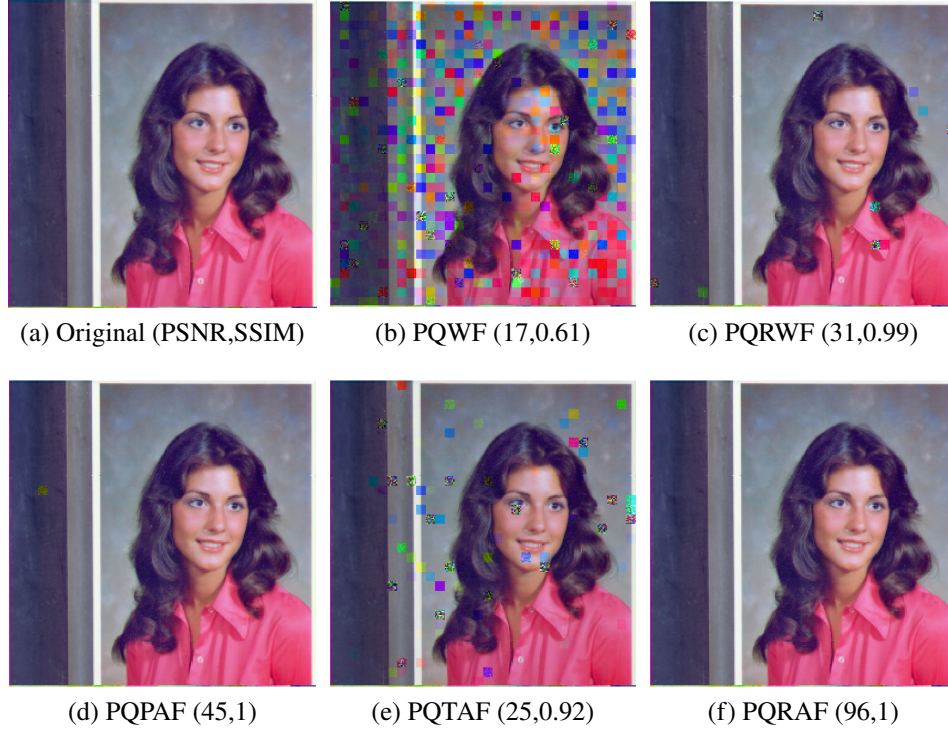 (a) Original (PSNR,SSIM)
(b) PQWF (17,0.61)
(c) PQRWF (31,0.99)
(d) PQPAF (45,1)
(e) PQTAF (25,0.92)
(f) PQRAF (96,1)